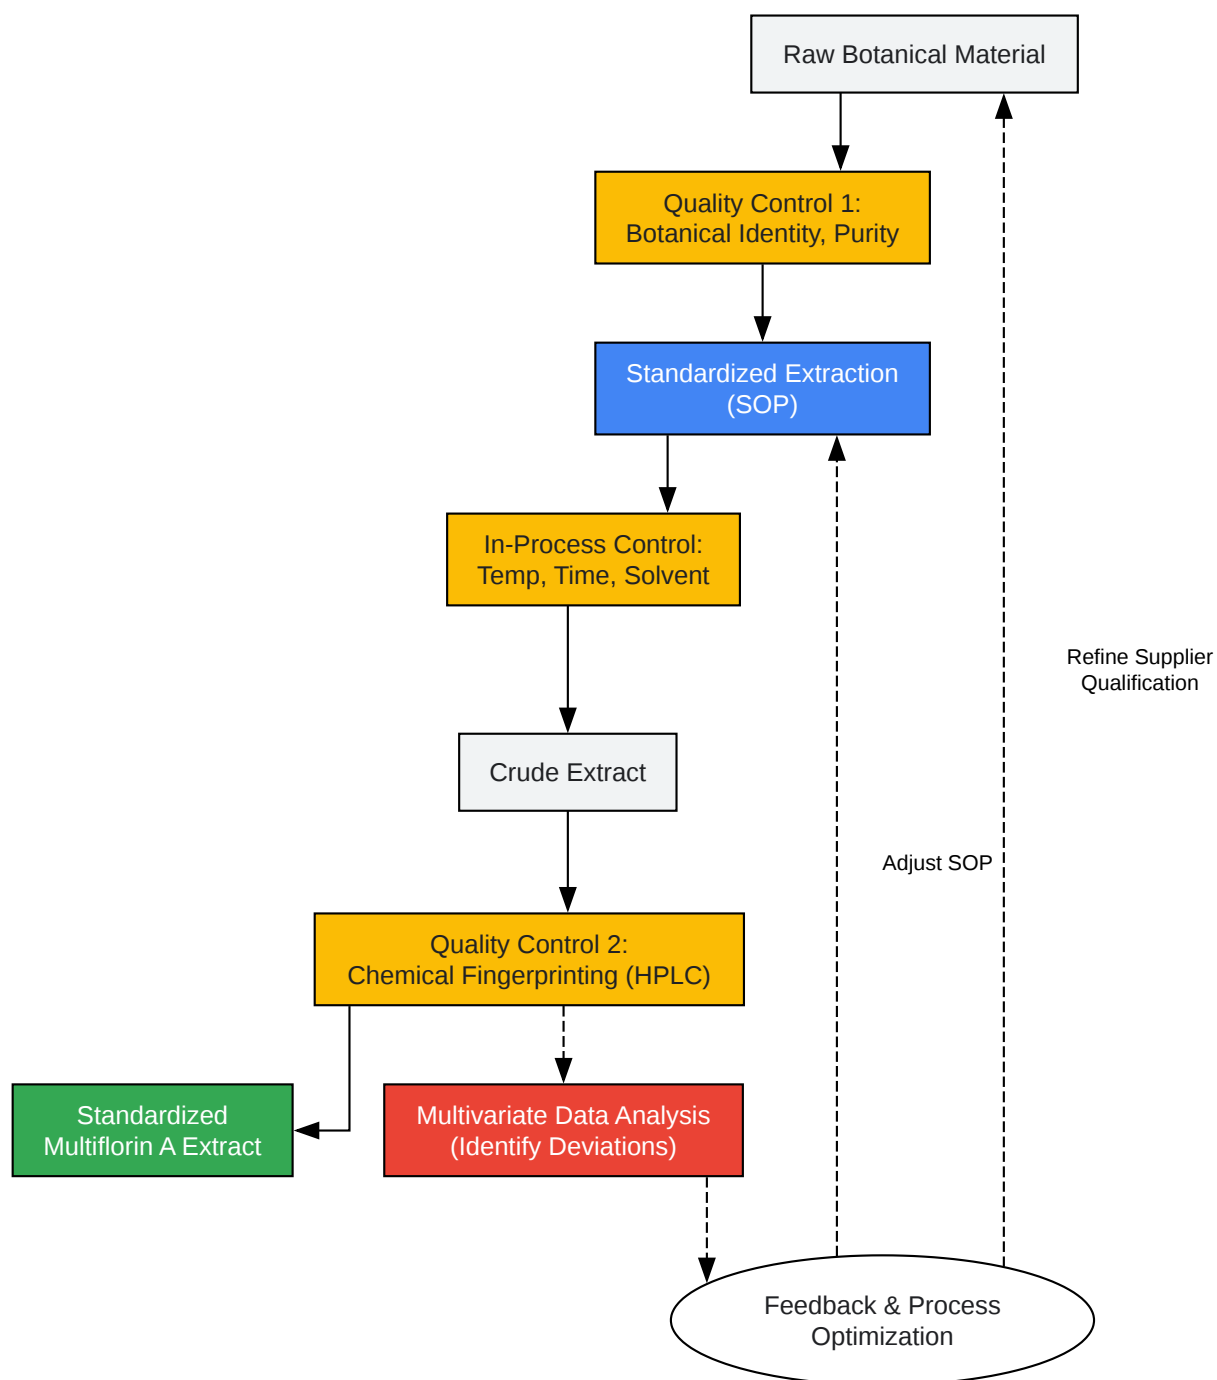 Raw Botanical Material
Quality Control 1:
Botanical Identity, Purity
Standardized Extraction
(SOP)
In-Process Control:
Temp, Time, Solvent
Refine Supplier
Qualification
Crude Extract
Adjust SOP
Quality Control 2:
Chemical Fingerprinting (HPLC)
Standardized
Multiflorin A Extract
Multivariate Data Analysis
(Identify Deviations)
Feedback & Process
Optimization